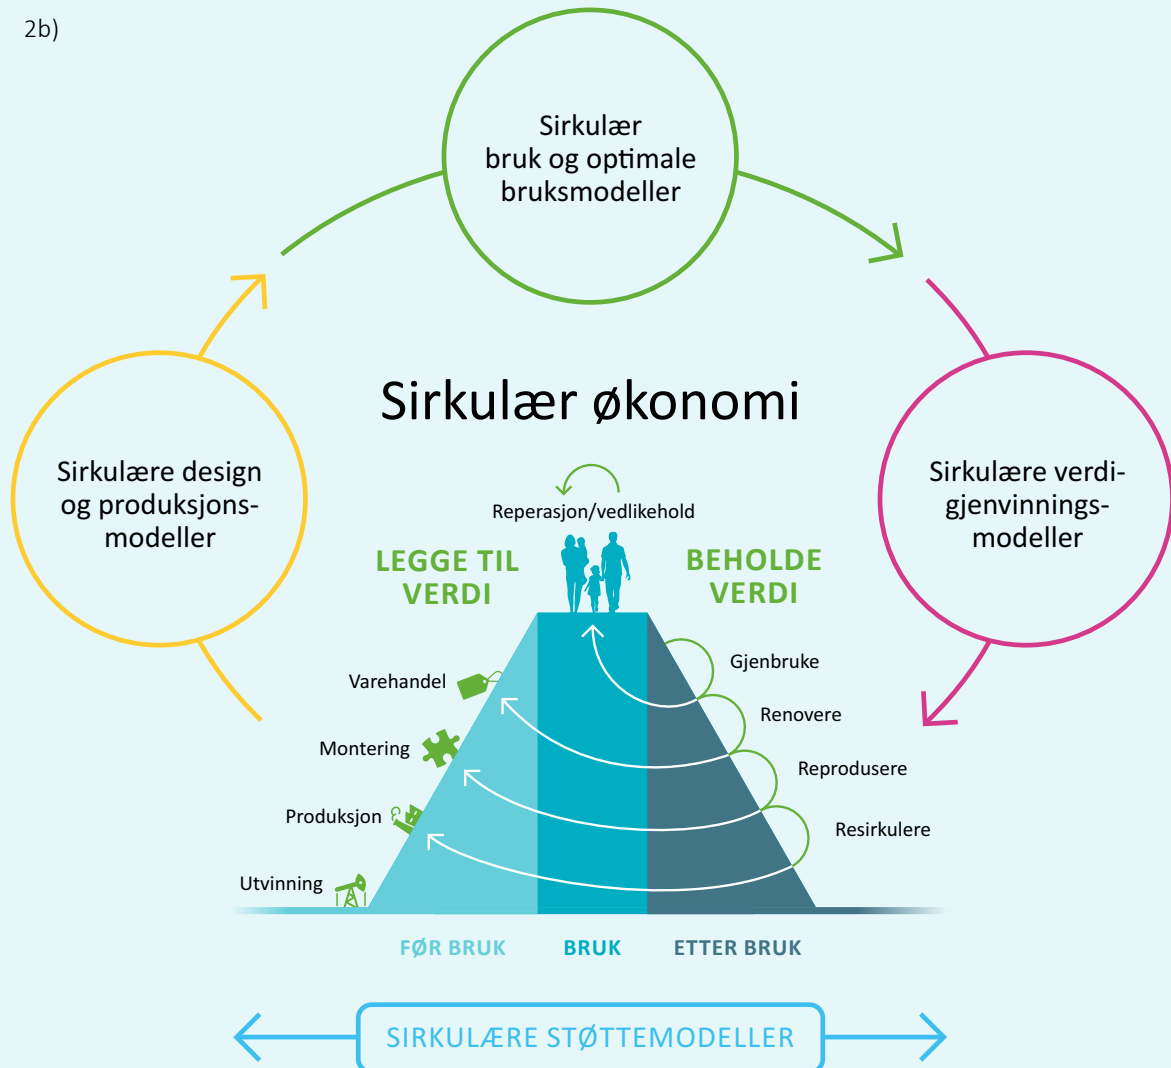 2b)
Sirkulær
bruk og optimale
bruksmodeller
Sirkulær økonomi
Sirkulære design
og produksjons-
modeller
Sirkulære verdi-
gjenvinnings-
modeller
Reperasjon/vedlikehold
LEGGE TIL
VERDI
BEHOLDE
VERDI
Varehandel
Montering
Produksjon
Utvinning
Gjenbruke
Renovere
Reprodusere
Resirkulere
FØR BRUK
BRUK
ETTER BRUK
SIRKULÆRE STØTTEMODELLER